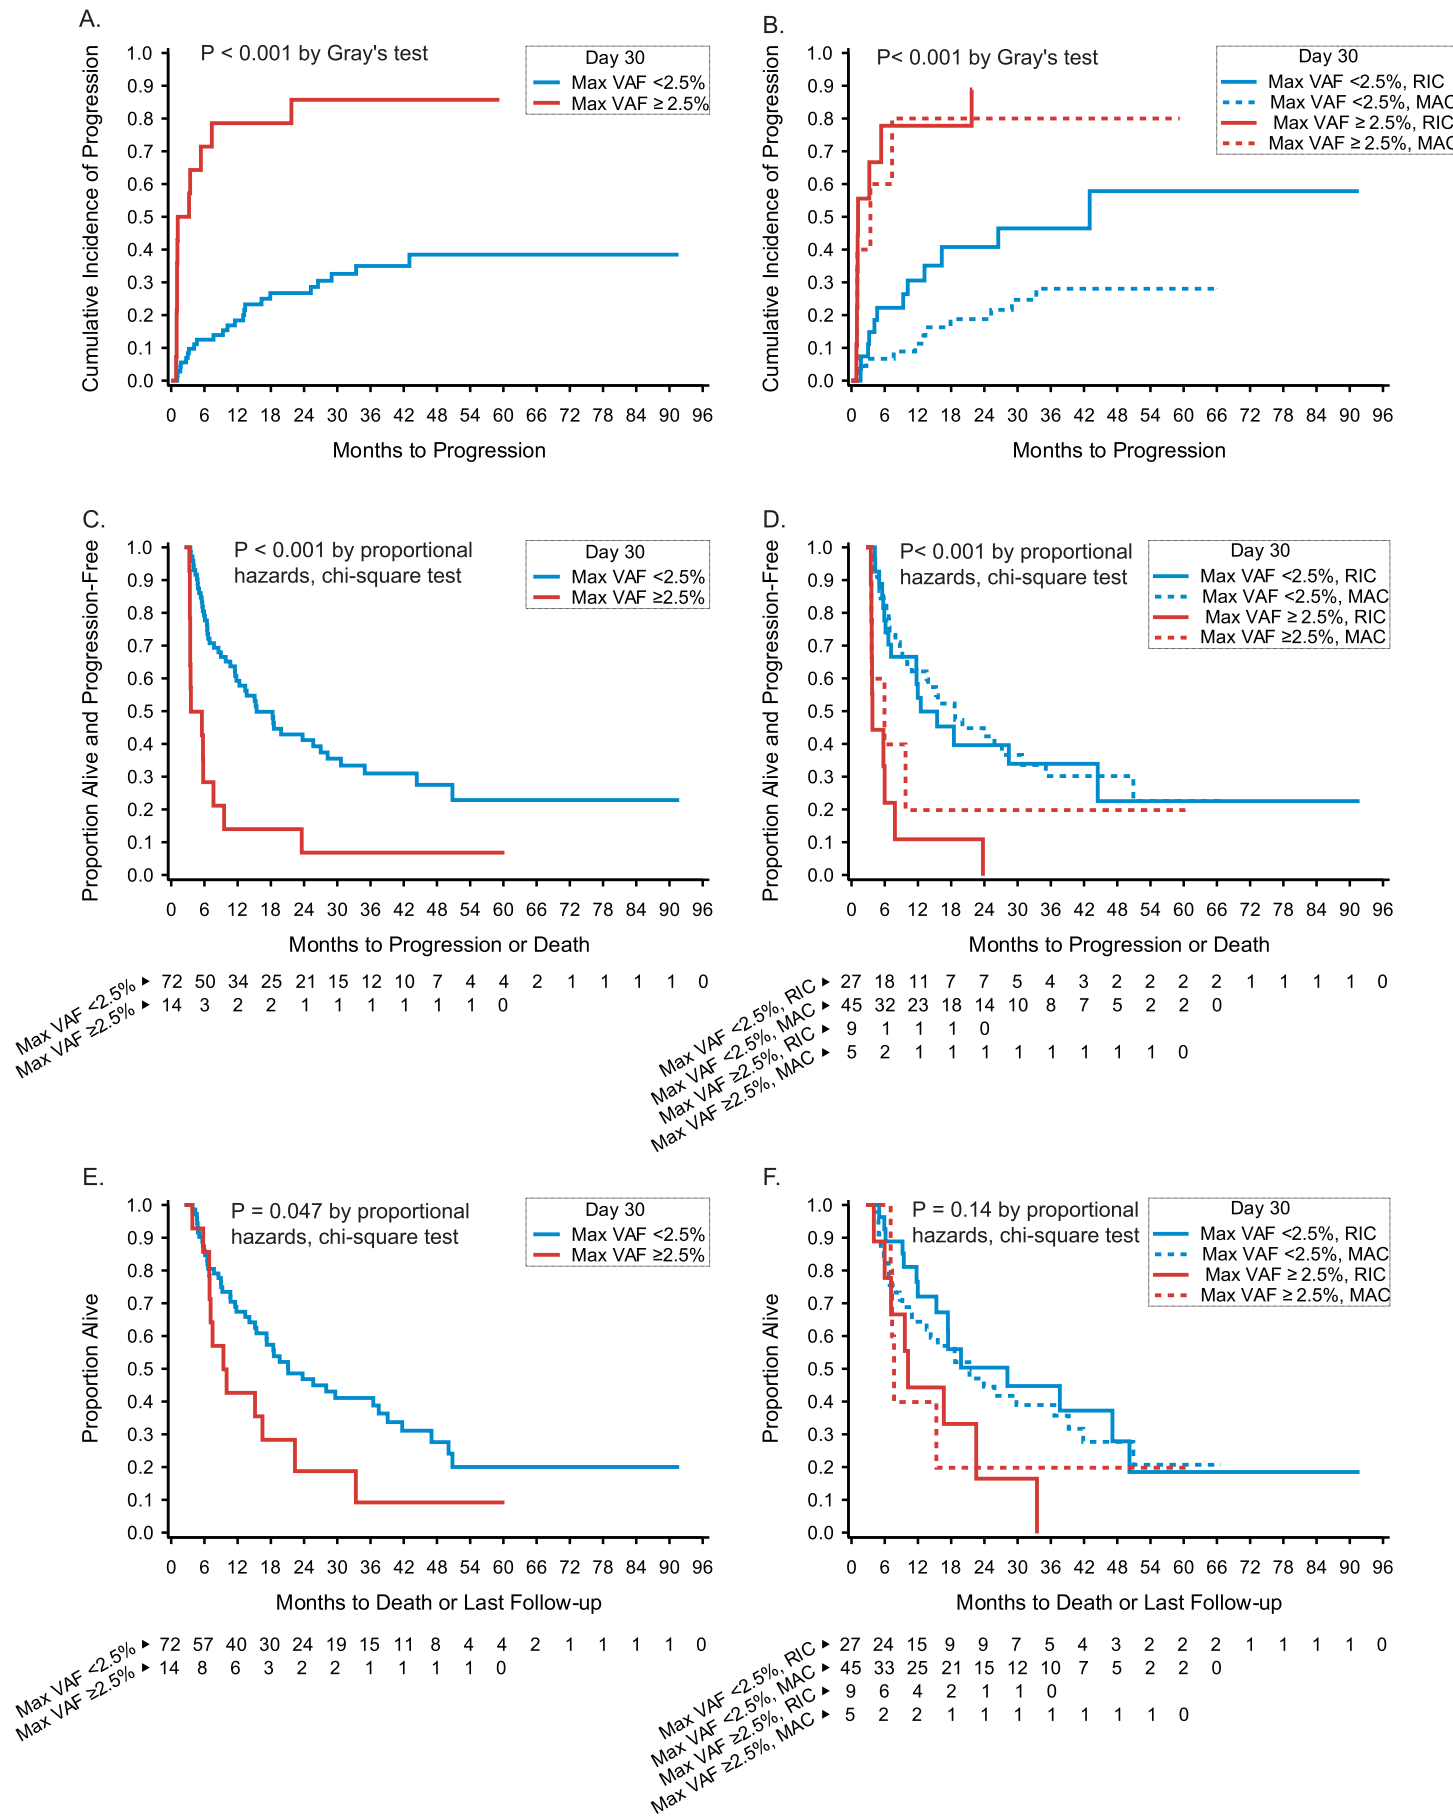 A.
P < 0.001 by Gray's test
Day 30
Max VAF <2.5%
Max VAF ≥ 2.5%
Cumulative Incidence of Progression
1.0
0.9
0.8
0.7
0.6
0.5
0.4
0.3
0.2
0.1
0.0
0 6 12 18 24 30 36 42 48 54 60 66 72 78 84 90 96
Months to Progression
B.
P< 0.001 by Gray's test
Day 30
Max VAF <2.5%, RIC
Max VAF <2.5%, MAC
Max VAF ≥ 2.5%, RIC
Max VAF ≥ 2.5%, MAC
Cumulative Incidence of Progression
1.0
0.9
0.8
0.7
0.6
0.5
0.4
0.3
0.2
0.1
0.0
0 6 12 18 24 30 36 42 48 54 60 66 72 78 84 90 96
Months to Progression
C.
P < 0.001 by proportional
hazards, chi-square test
Day 30
Max VAF <2.5%
Max VAF ≥2.5%
Proportion Alive and Progression-Free
1.0
0.9
0.8
0.7
0.6
0.5
0.4
0.3
0.2
0.1
0.0
0 6 12 18 24 30 36 42 48 54 60 66 72 78 84 90 96
Months to Progression or Death
Max VAF <2.5% ▸ 72 50 34 25 21 15 12 10 7 4 4 2 1 1 1 1 0
Max VAF ≥2.5% ▸ 14 3 2 2 1 1 1 1 1 1 0
D.
P< 0.001 by proportional
hazards, chi-square test
Day 30
Max VAF <2.5%, RIC
Max VAF <2.5%, MAC
Max VAF ≥ 2.5%, RIC
Max VAF ≥2.5%, MAC
Proportion Alive and Progression-Free
1.0
0.9
0.8
0.7
0.6
0.5
0.4
0.3
0.2
0.1
0.0
0 6 12 18 24 30 36 42 48 54 60 66 72 78 84 90 96
Months to Progression or Death
Max VAF <2.5%, RIC ▸ 27 18 11 7 7 5 4 3 2 2 2 2 1 1 1 1 0
Max VAF <2.5%, MAC ▸ 45 32 23 18 14 10 8 7 5 2 2 0
Max VAF ≥2.5%, RIC ▸ 9 1 1 1 0
Max VAF ≥2.5%, MAC ▸ 5 2 1 1 1 1 1 1 1 1 0
E.
P = 0.047 by proportional
hazards, chi-square test
Day 30
Max VAF <2.5%
Max VAF ≥2.5%
Proportion Alive
1.0
0.9
0.8
0.7
0.6
0.5
0.4
0.3
0.2
0.1
0.0
0 6 12 18 24 30 36 42 48 54 60 66 72 78 84 90 96
Months to Death or Last Follow-up
Max VAF <2.5% ▸ 72 57 40 30 24 19 15 11 8 4 4 2 1 1 1 1 0
Max VAF ≥2.5% ▸ 14 8 6 3 2 2 1 1 1 1 0
F.
P = 0.14 by proportional
hazards, chi-square test
Day 30
Max VAF <2.5%, RIC
Max VAF <2.5%, MAC
Max VAF ≥ 2.5%, RIC
Max VAF ≥ 2.5%, MAC
Proportion Alive
1.0
0.9
0.8
0.7
0.6
0.5
0.4
0.3
0.2
0.1
0.0
0 6 12 18 24 30 36 42 48 54 60 66 72 78 84 90 96
Months to Death or Last Follow-up
Max VAF <2.5%, RIC ▸ 27 24 15 9 9 7 5 4 3 2 2 2 1 1 1 1 0
Max VAF <2.5%, MAC ▸ 45 33 25 21 15 12 10 7 5 2 2 0
Max VAF ≥2.5%, RIC ▸ 9 6 4 2 1 1 0
Max VAF ≥2.5%, MAC ▸ 5 2 2 1 1 1 1 1 1 1 0